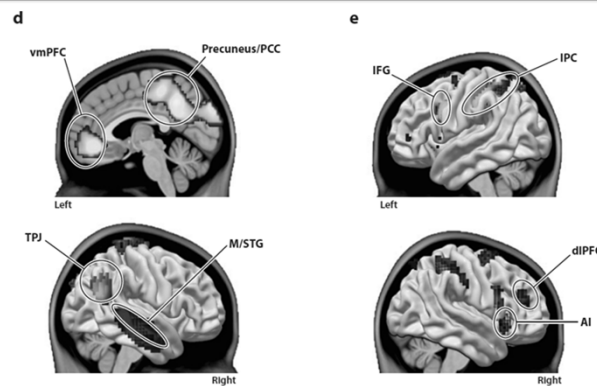 d
e
vmPFC
Precuneus/PCC
IFG
IPC
Left
Left
TPJ
M/STG
dlPFC
AI
Right
Right